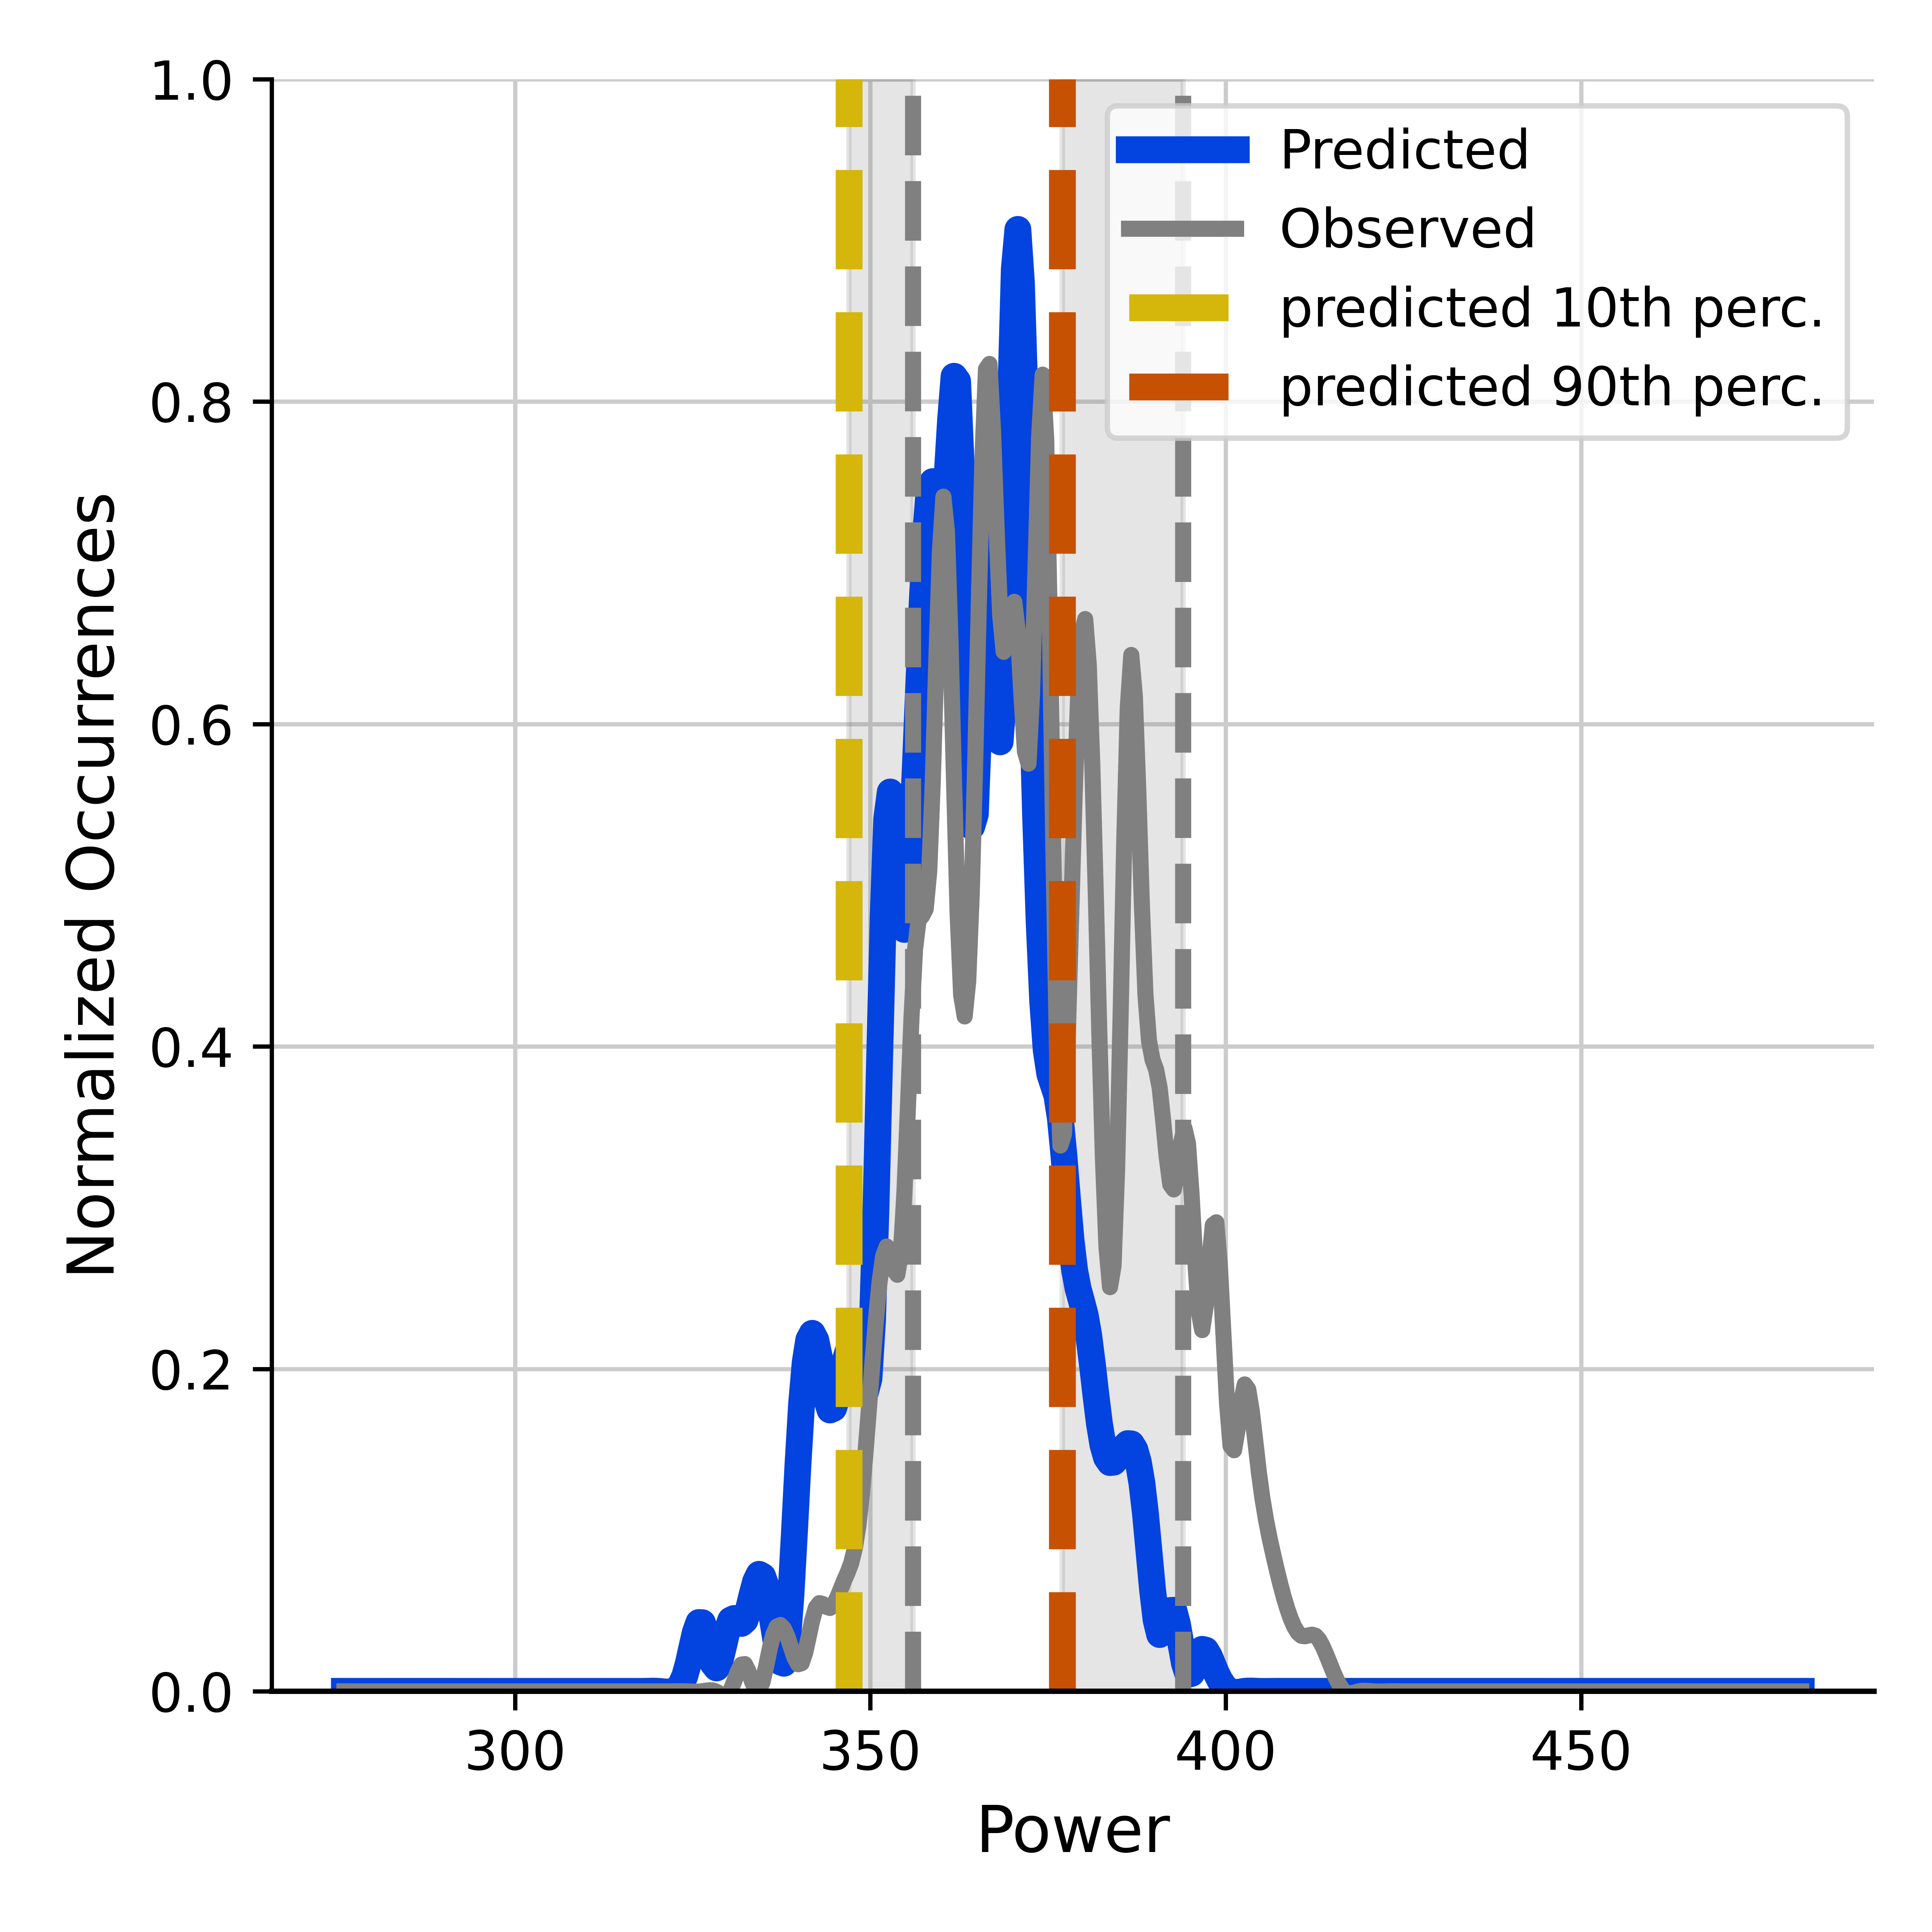 1.0
0.8
0.6
0.4
0.2
0.0
Normalized Occurrences
Predicted
Observed
predicted 10th perc.
predicted 90th perc.
300 350 400 450
Power